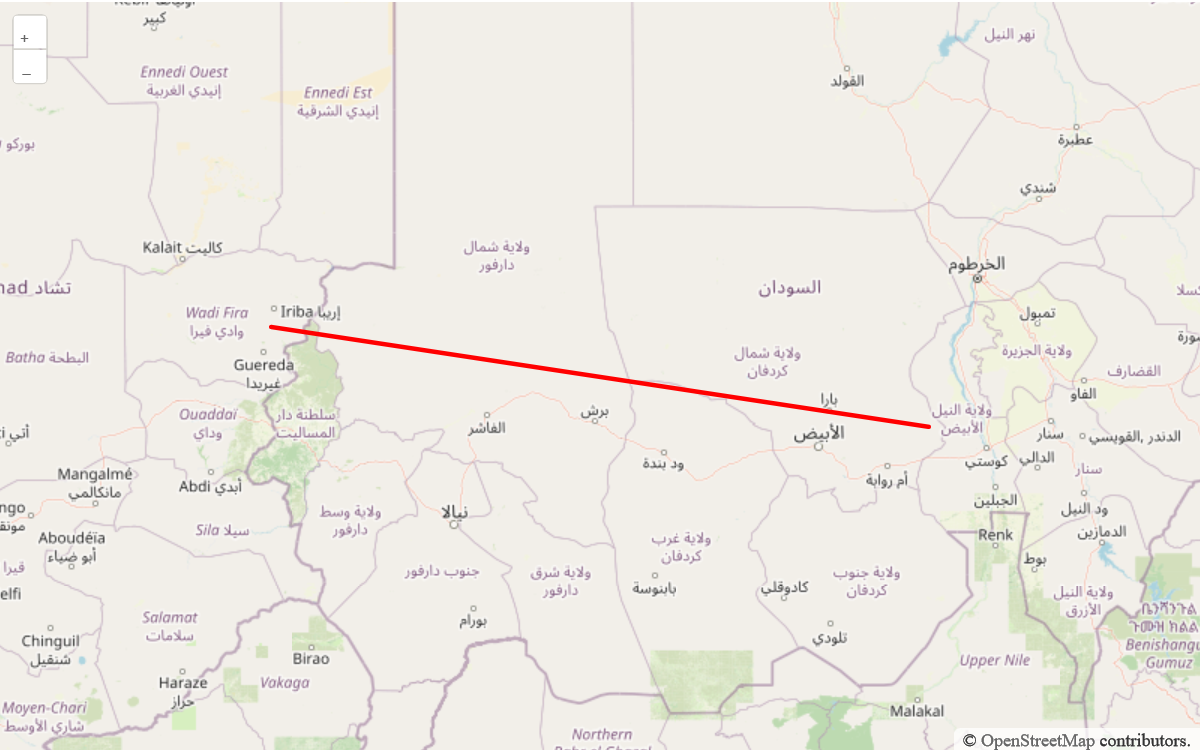 كبير
نهر النيل
Ennedi Ouest
إنيدي الغربية
القولد
Ennedi Est
إنيدي الشرقية
عطبرة
شندي
Kalait كاليت
ولاية شمال
دارفور
الخرطوم
تشاد
السودان
Wadi Fira
وادي فيرا
Iriba إريبا
تمبول
Batha البطحة
Guereda
غيريدا
ولاية شمال
كردفان
ولاية الجزيرة
القضارف
الفاو
بارا
برش
Ouaddaï
وداي
سلطنة دار
المساليت
الفاشر
الأبيض
ولاية النيل
الأبيض
سنار
الدندر ,القويسي
Mangalmé
مانكالمي
Abdi أبدي
ود بندة
أم روابة
كوستي
الدالي
سنار
الجبلين
ود النيل
نيالا
ولاية وسط
دارفور
Sila سيلا
Aboudéïa
أبو ضياء
ولاية غرب
كردفان
Renk
الدمازين
بوط
جنوب دارفور
ولاية شرق
دارفور
بابنوسة
كادوقلي
ولاية جنوب
كردفان
ولاية النيل
الأزرق
ቤንሻንጉል
ጉሙዝ ክልል
Gumuz
Salamat
سلامات
بورام
تلودي
Chinguil
شنقيل
Birao
Vakaga
Upper Nile
Haraze
حراز
Moyen-Chari
شاري الأوسط
Malakal
Northern
© OpenStreetMap contributors.